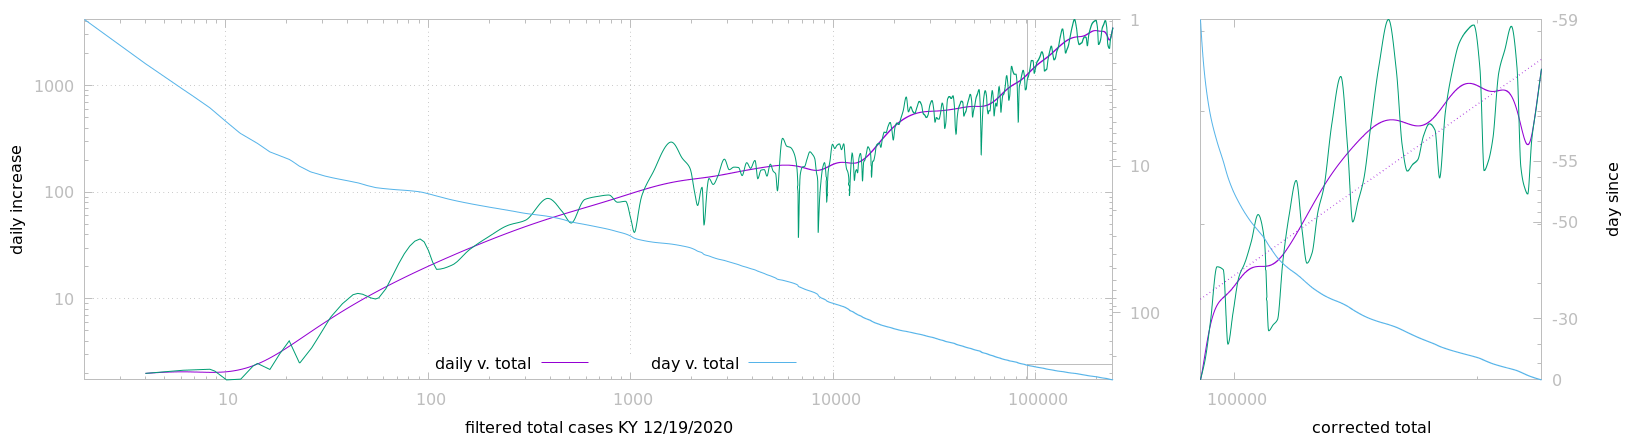 1000
100
10
daily increase
10
100
1000
10000
100000
filtered total cases KY 12/19/2020
daily v. total
day v. total
1
10
100
-59
-55
-50
-30
0
day since
100000
corrected total